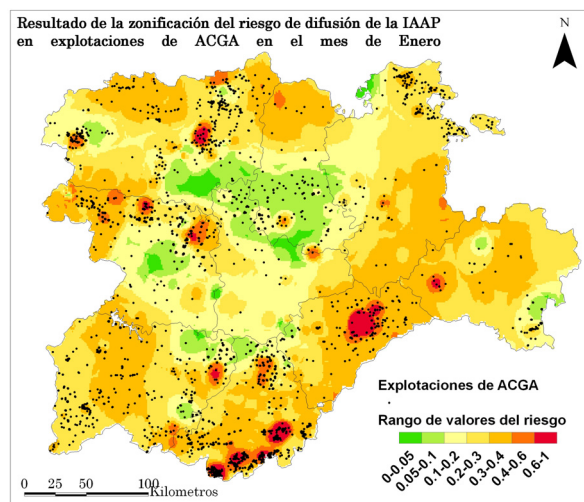 Resultado de la zonificación del riesgo de difusión de la IAAP
en explotaciones de ACGA en el mes de Enero
N
Explotaciones de ACGA
Rango de valores del riesgo
0-0.05
0.05-0.1
0.1-0.2
0.2-0.3
0.3-0.4
0.4-0.6
0.6-1
0 25 50 100
Kilometros